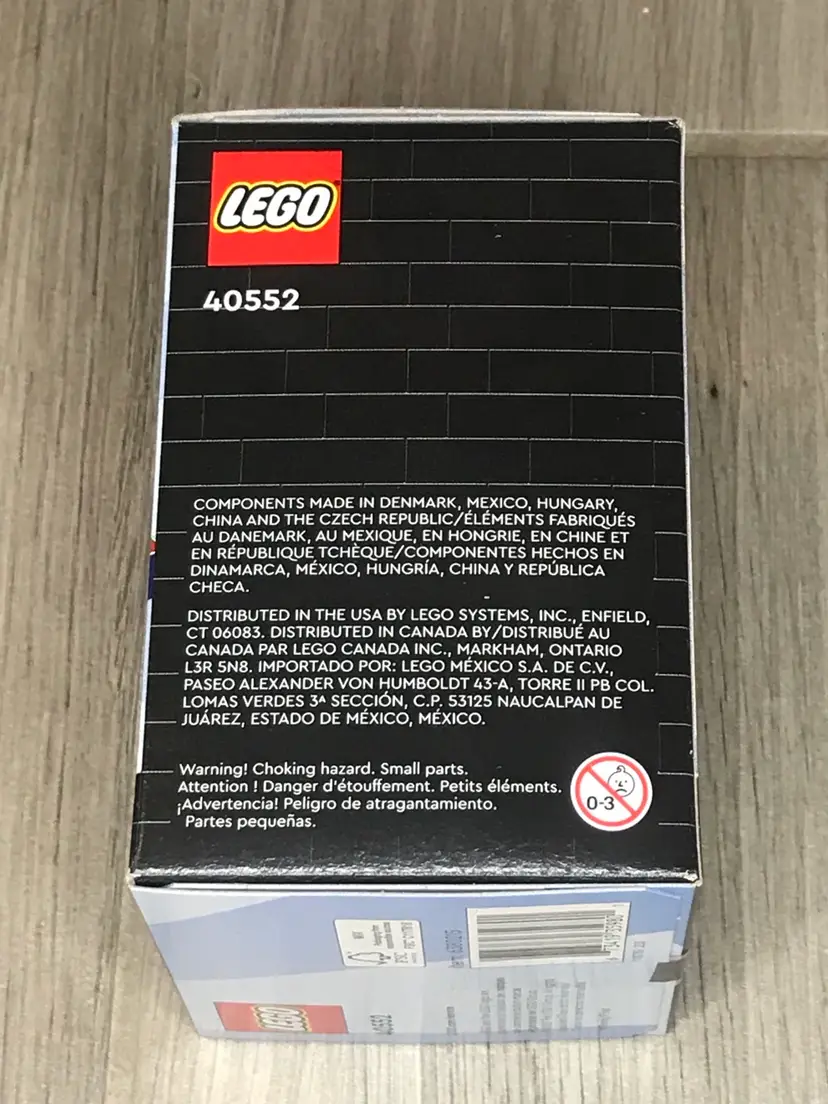 LEGO
40552
COMPONENTS MADE IN DENMARK, MEXICO, HUNGARY,
CHINA AND THE CZECH REPUBLIC/ÉLÉMENTS FABRIQUÉS
AU DANEMARK, AU MEXIQUE, EN HONGRIE, EN CHINE ET
EN RÉPUBLIQUE TCHÈQUE/COMPONENTES HECHOS EN
DINAMARCA, MÉXICO, HUNGRÍA, CHINA Y REPÚBLICA
CHECA.
DISTRIBUTED IN THE USA BY LEGO SYSTEMS, INC., ENFIELD,
CT 06083. DISTRIBUTED IN CANADA BY/DISTRIBUÉ AU
CANADA PAR LEGO CANADA INC., MARKHAM, ONTARIO
L3R 5N8. IMPORTADO POR: LEGO MÉXICO S.A. DE C.V.,
PASEO ALEXANDER VON HUMBOLDT 43-A, TORRE II PB COL.
LOMAS VERDES 3ᴬ SECCIÓN, C.P. 53125 NAUCALPAN DE
JUÁREZ, ESTADO DE MÉXICO, MÉXICO.
Warning! Choking hazard. Small parts.
Attention ! Danger d'étouffement. Petits éléments.
¡Advertencia! Peligro de atragantamiento.
Partes pequeñas.
0-3
MIX
FSC
LEGO
40552